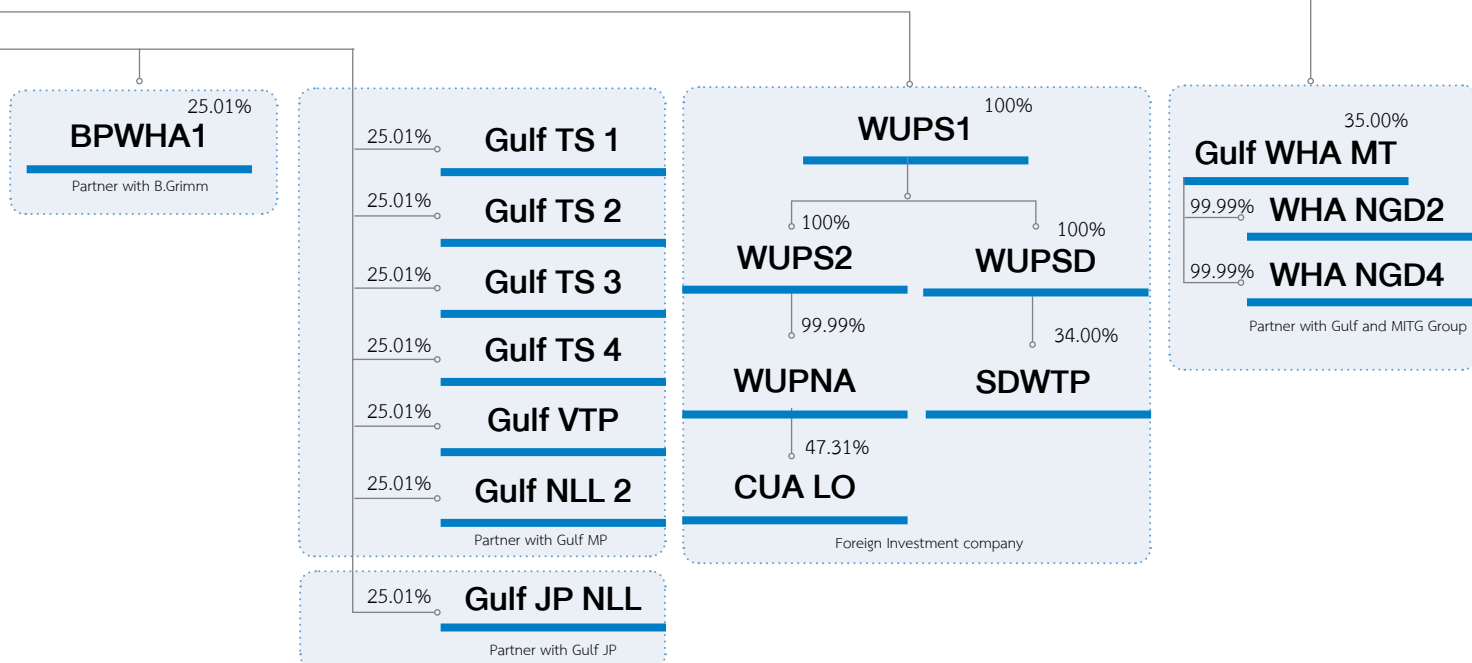 25.01%
BPWHA1
Partner with B.Grimm
25.01%
Gulf TS 1
25.01%
Gulf TS 2
25.01%
Gulf TS 3
25.01%
Gulf TS 4
25.01%
Gulf VTP
25.01%
Gulf NLL 2
Partner with Gulf MP
25.01%
Gulf JP NLL
Partner with Gulf JP
100%
WUPS1
100%
WUPS2
99.99%
WUPNA
47.31%
CUA LO
100%
WUPSD
34.00%
SDWTP
Foreign Investment company
35.00%
Gulf WHA MT
99.99%
WHA NGD2
99.99%
WHA NGD4
Partner with Gulf and MITG Group